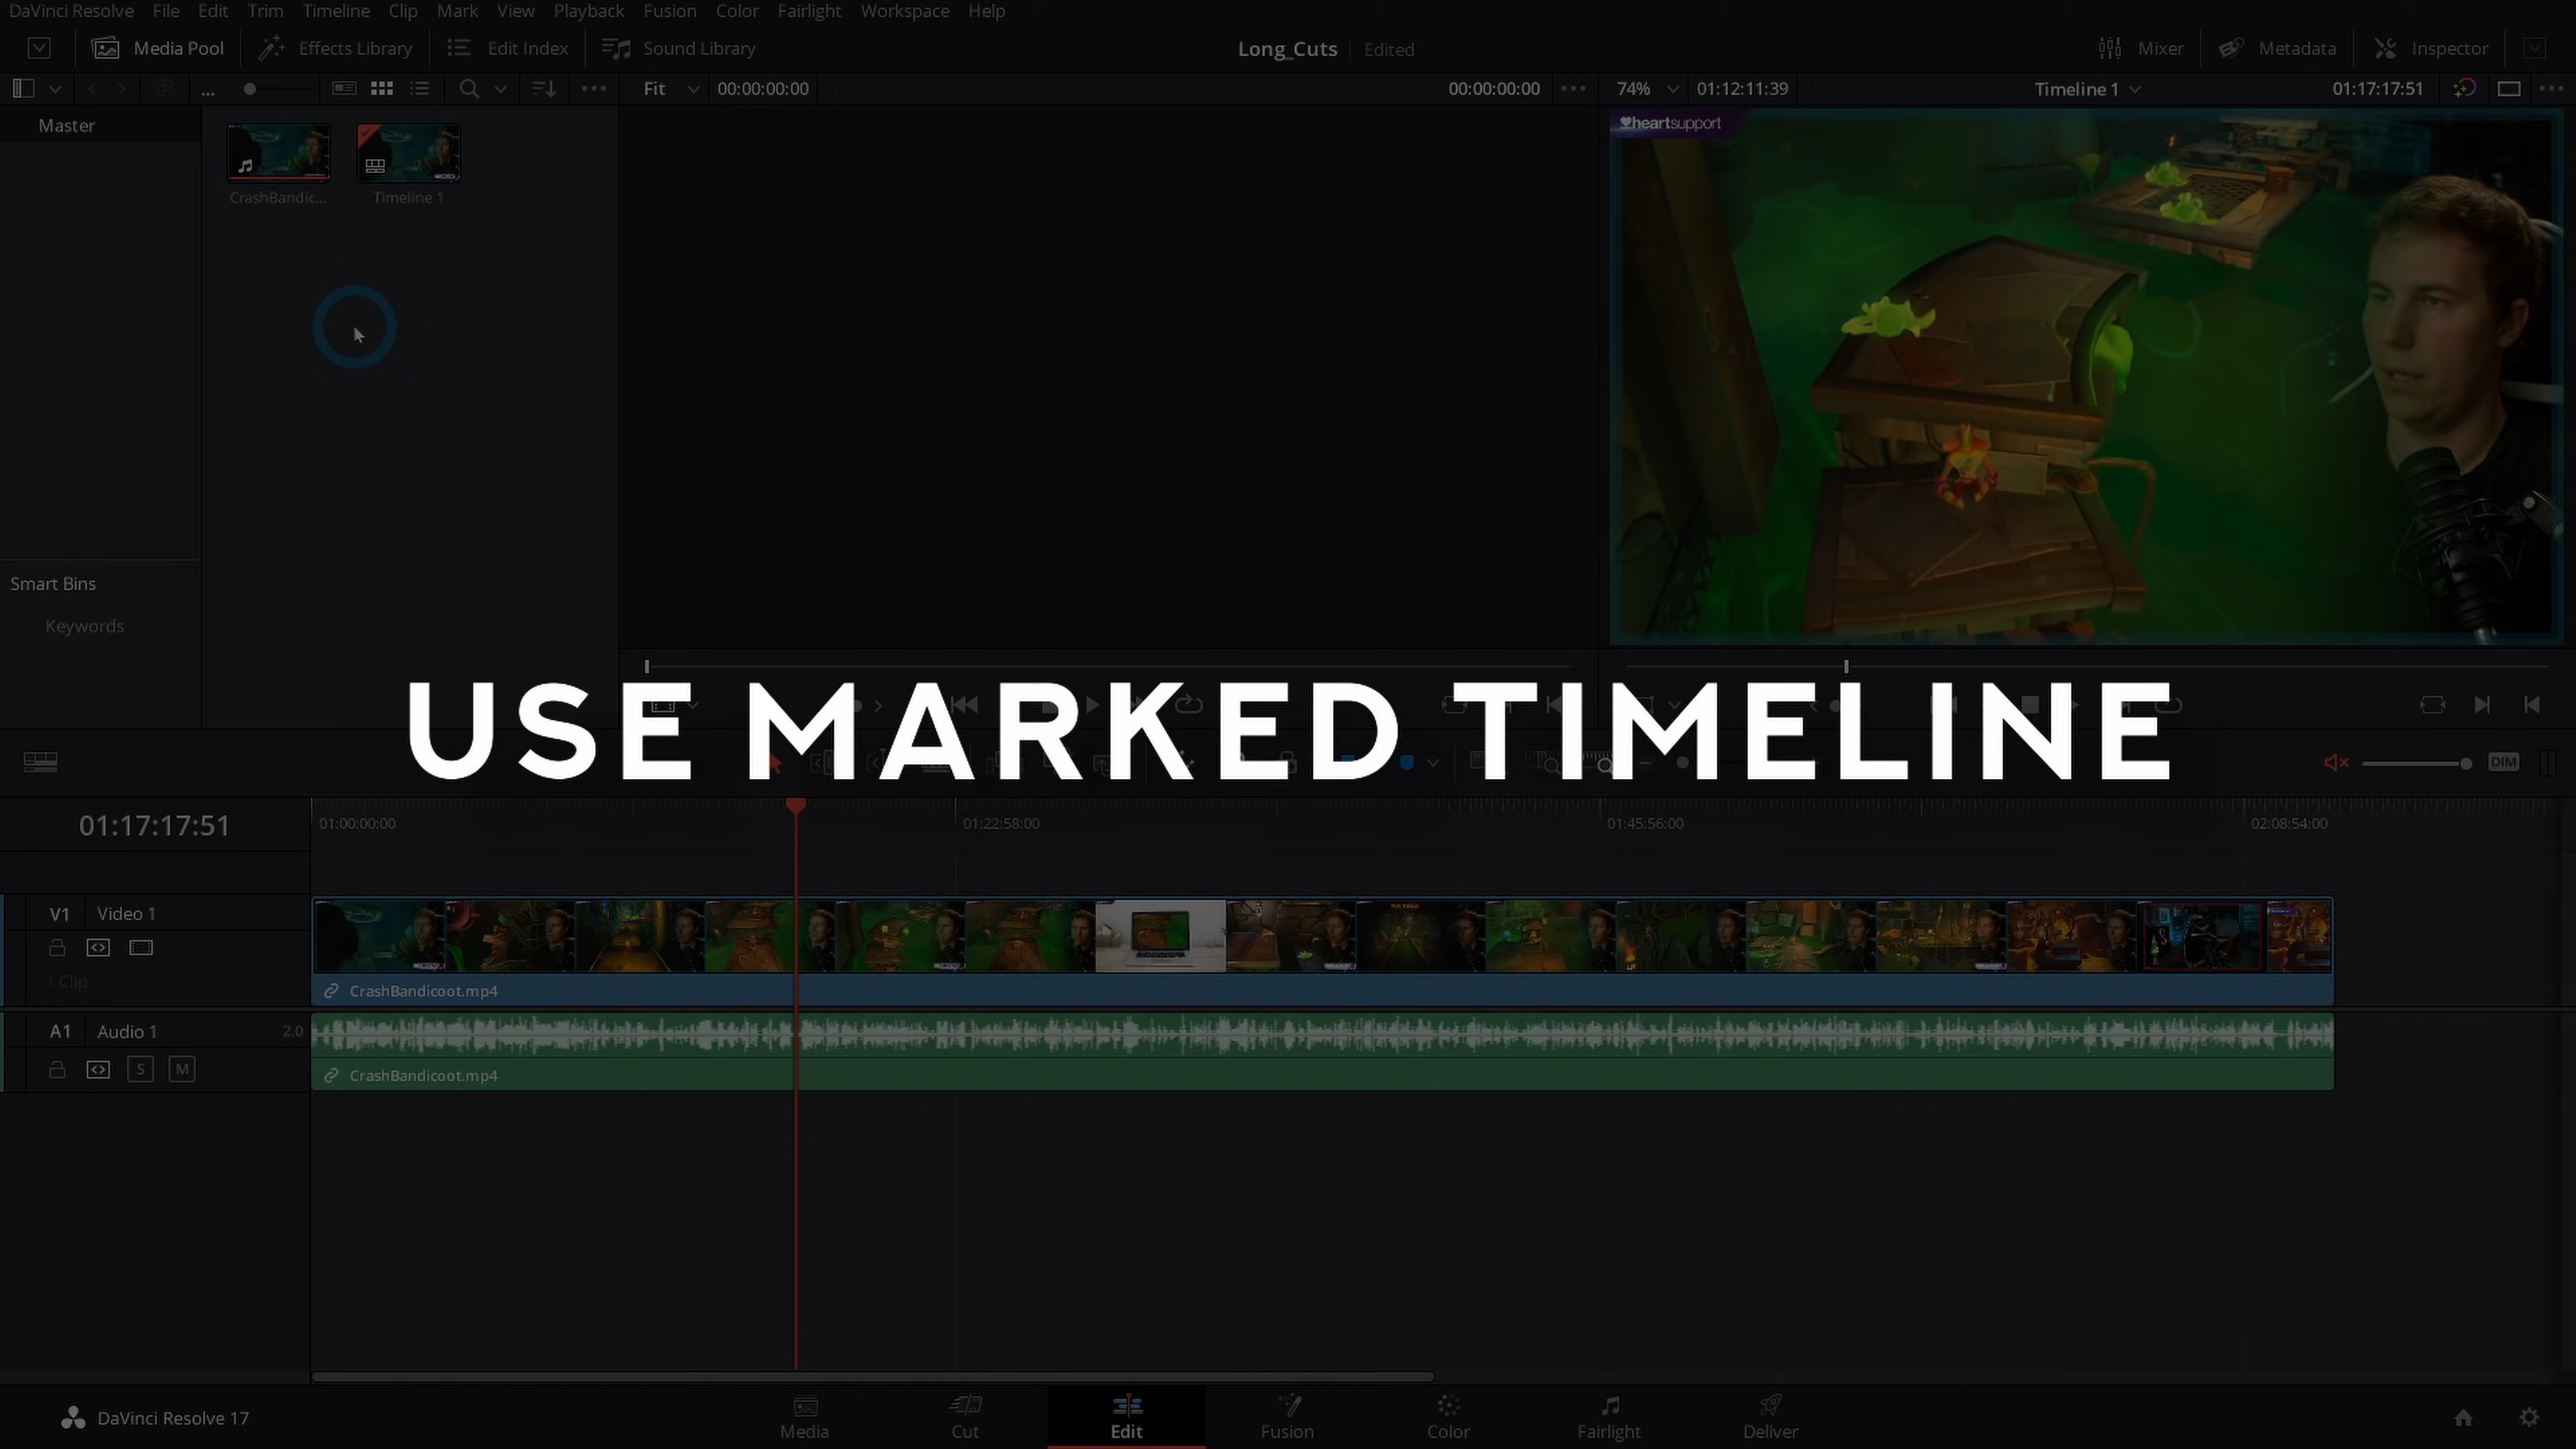 DaVinci Resolve File Edit Trim Timeline Clip Mark View Playback Fusion Color Fairlight Workspace Help
Media Pool Effects Library Edit Index Sound Library Long_Cuts Edited Mixer Metadata Inspector
... Fit 00:00:00:00 00:00:00:00 74% 01:12:11:39 Timeline 1 01:17:17:51
Master
heartsupport
CrashBandic... Timeline 1
Smart Bins
Keywords
USE MARKED TIMELINE
DIM
01:17:17:51
01:00:00:00 01:22:58:00 01:45:56:00 02:08:54:00
V1 Video 1
1 Clip
CrashBandicoot.mp4
A1 Audio 1 2.0
S M
CrashBandicoot.mp4
DaVinci Resolve 17
Media Cut Edit Fusion Color Fairlight Deliver